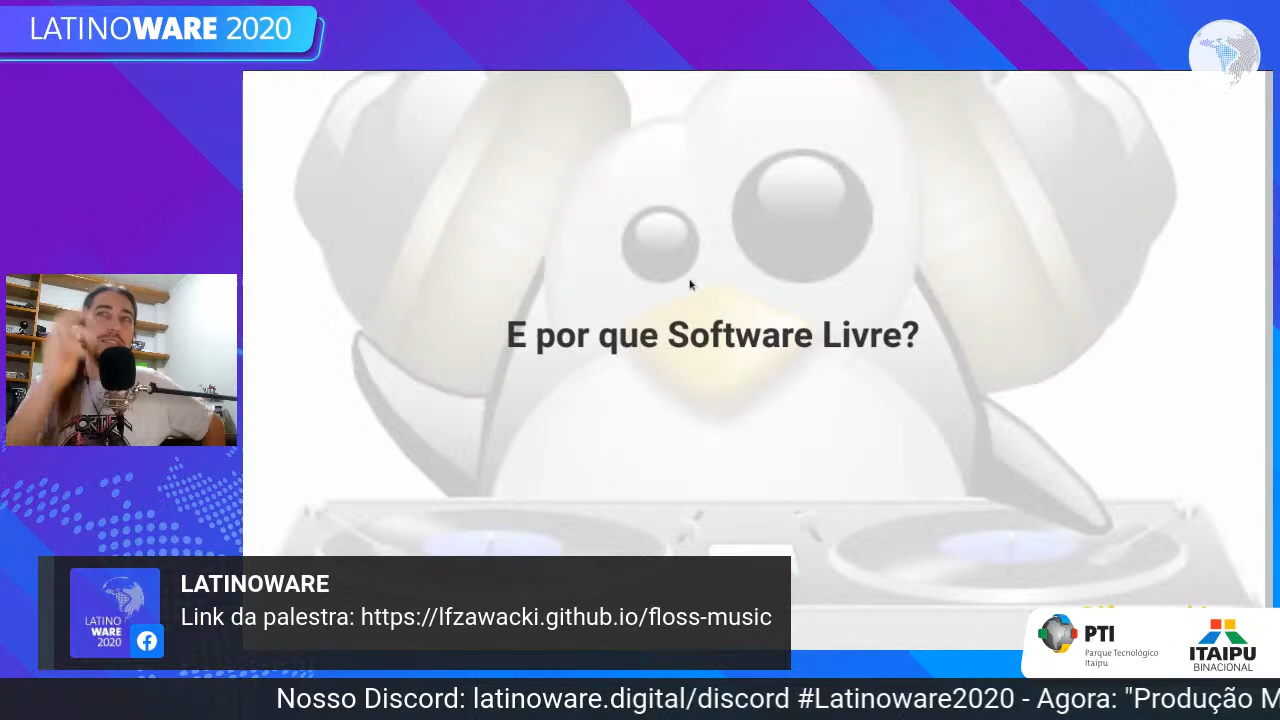 LATINOWARE 2020
E por que Software Livre?
LATINOWARE
Link da palestra: https://lfzawacki.github.io/floss-music
LATINO
WARE
2020
PTI
Parque Tecnológico
Itaipu
ITAIPU
BINACIONAL
Nosso Discord: latinoware.digital/discord #Latinoware2020 - Agora: "Produção M